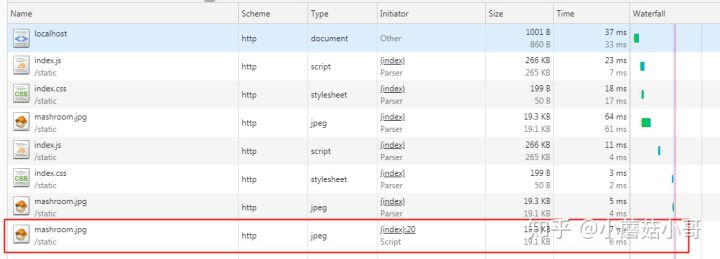 Name Scheme Type Initiator Size Time Waterfall
localhost http document Other 1001 B 37 ms
860 B 33 ms
index.js http script (index) 266 KB 23 ms
/static Parser 265 KB 7 ms
index.css http stylesheet (index) 199 B 18 ms
/static Parser 50 B 17 ms
mashroom.jpg http jpeg (index) 19.3 KB 64 ms
/static Parser 19.1 KB 61 ms
index.js http script (index) 266 KB 11 ms
/static Parser 265 KB 4 ms
index.css http stylesheet (index) 199 B 3 ms
/static Parser 50 B 2 ms
mashroom.jpg http jpeg (index) 19.3 KB 5 ms
/static Parser 19.1 KB 4 ms
mashroom.jpg http jpeg (index):20 19.3 KB 7 ms
/static Script 19.1 KB 6 ms
知乎 @小蘑菇小哥